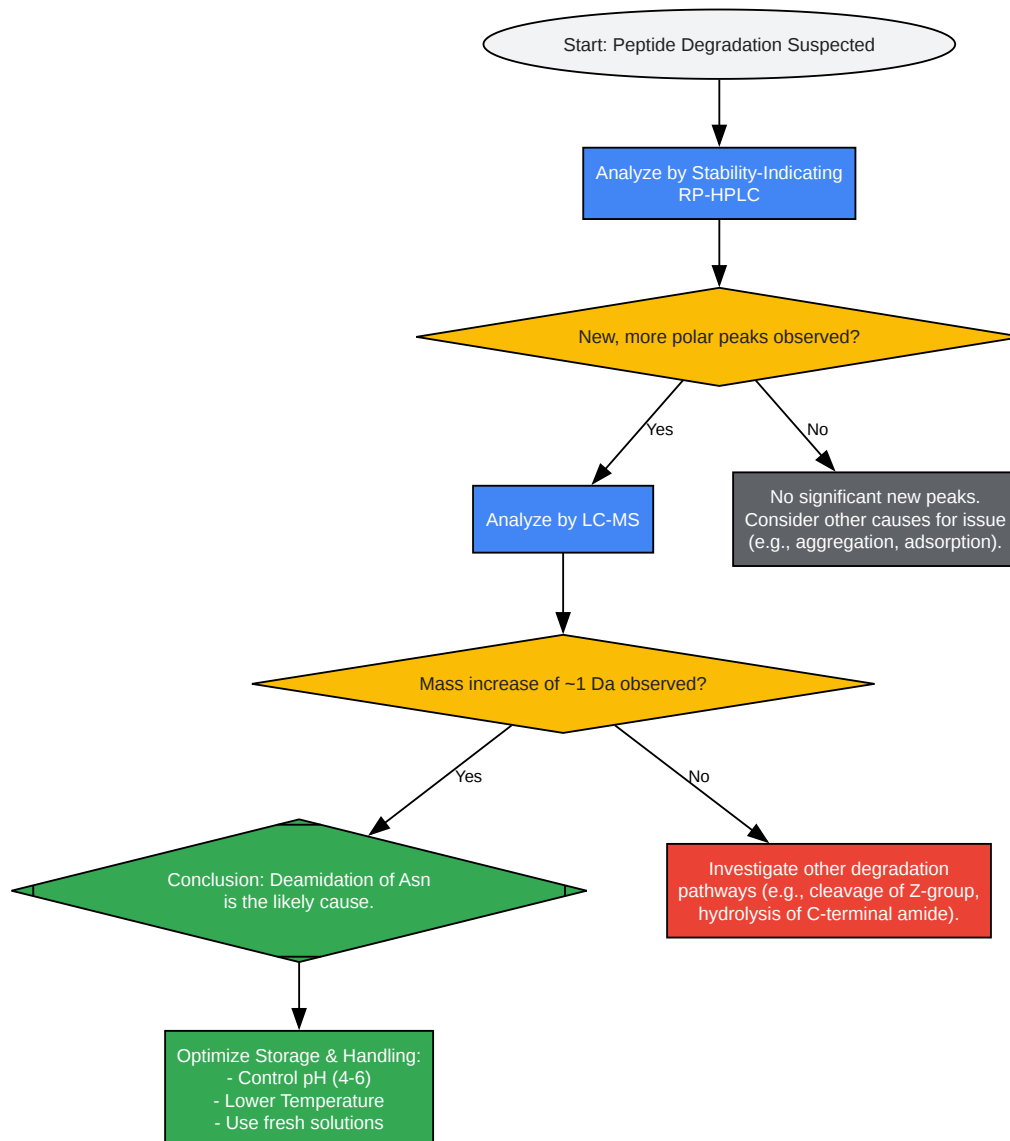 Start: Peptide Degradation Suspected
Analyze by Stability-Indicating
RP-HPLC
New, more polar peaks observed?
Yes
No
Analyze by LC-MS
No significant new peaks.
Consider other causes for issue
(e.g., aggregation, adsorption).
Mass increase of ~1 Da observed?
Yes
No
Conclusion: Deamidation of Asn
is the likely cause.
Investigate other degradation
pathways (e.g., cleavage of Z-group,
hydrolysis of C-terminal amide).
Optimize Storage & Handling:
- Control pH (4-6)
- Lower Temperature
- Use fresh solutions